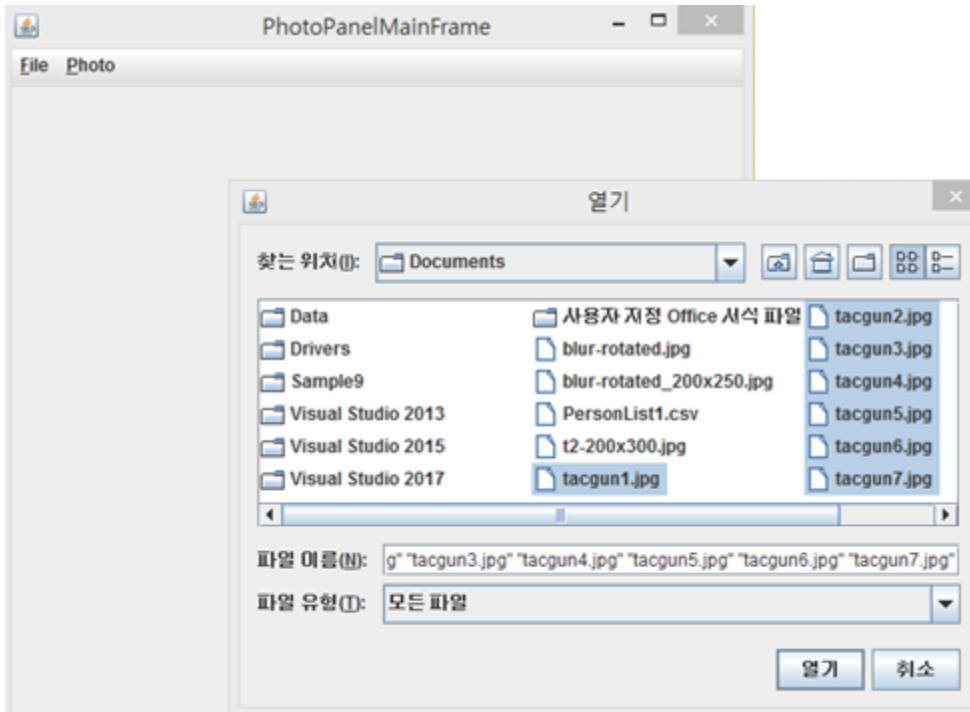 PhotoPanelMainFrame
File Photo
열기
찾는 위치(I): Documents
Data
Drivers
Sample9
Visual Studio 2013
Visual Studio 2015
Visual Studio 2017
사용자 지정 Office 서식 파일
blur-rotated.jpg
blur-rotated_200x250.jpg
PersonList1.csv
t2-200x300.jpg
tacgun1.jpg
tacgun2.jpg
tacgun3.jpg
tacgun4.jpg
tacgun5.jpg
tacgun6.jpg
tacgun7.jpg
파일 이름(N): g" "tacgun3.jpg" "tacgun4.jpg" "tacgun5.jpg" "tacgun6.jpg" "tacgun7.jpg"
파일 유형(T): 모든 파일
열기 취소